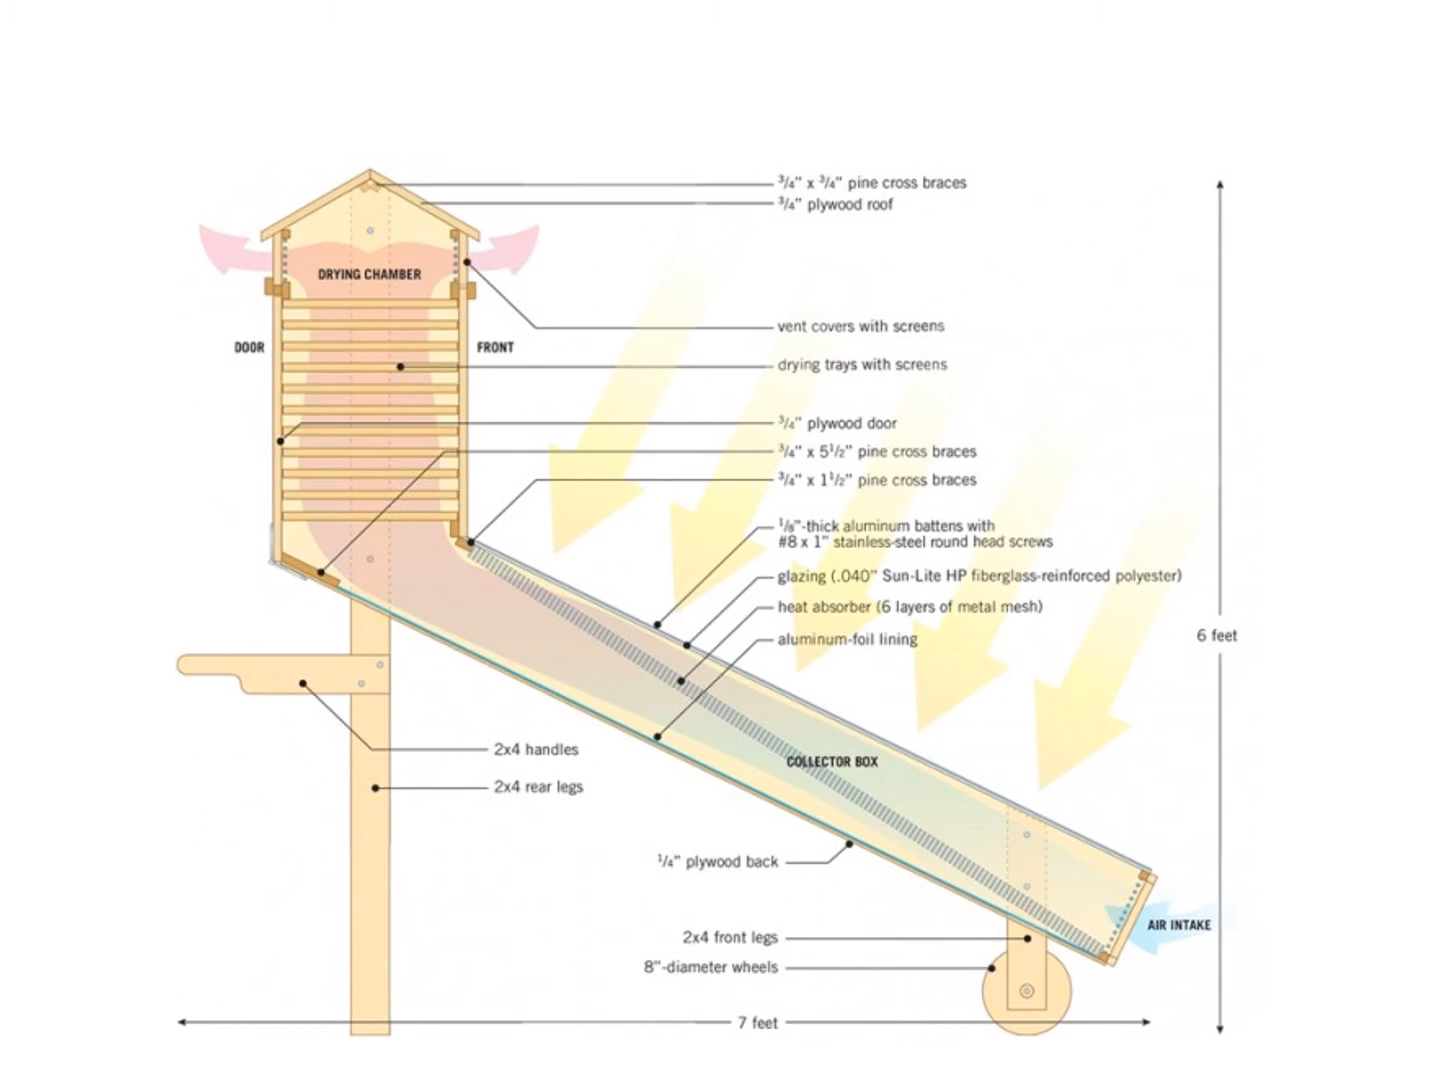 3/4" x 3/4" pine cross braces
3/4" plywood roof
DRYING CHAMBER
vent covers with screens
DOOR
FRONT
drying trays with screens
3/4" plywood door
3/4" x 51/2" pine cross braces
3/4" x 11/2" pine cross braces
1/8"-thick aluminum battens with
#8 x 1" stainless-steel round head screws
glazing (.040" Sun-Lite HP fiberglass-reinforced polyester)
heat absorber (6 layers of metal mesh)
aluminum-foil lining
6 feet
2x4 handles
COLLECTOR BOX
2x4 rear legs
1/4" plywood back
AIR INTAKE
2x4 front legs
8"-diameter wheels
7 feet